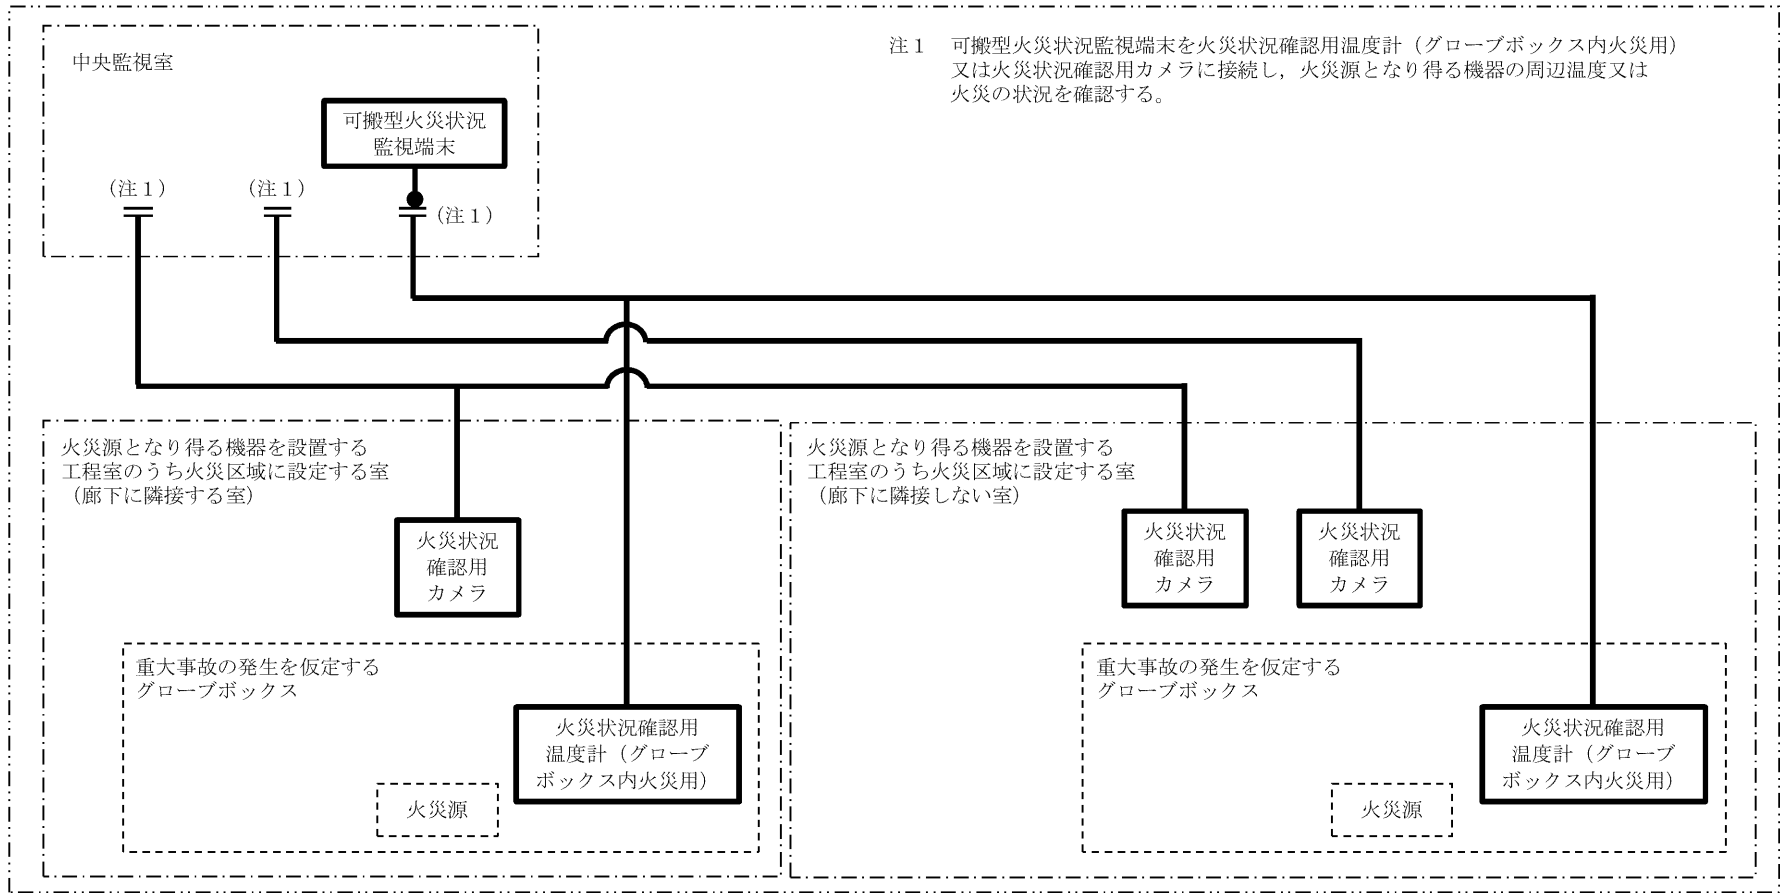 中央監視室
注１　可搬型火災状況監視端末を火災状況確認用温度計（グローブボックス内火災用）
又は火災状況確認用カメラに接続し，火災源となり得る機器の周辺温度又は
火災の状況を確認する。
可搬型火災状況
監視端末
（注１）
（注１）
（注１）
火災源となり得る機器を設置する
工程室のうち火災区域に設定する室
（廊下に隣接する室）
火災状況
確認用
カメラ
重大事故の発生を仮定する
グローブボックス
火災状況確認用
温度計（グローブ
ボックス内火災用）
火災源
火災源となり得る機器を設置する
工程室のうち火災区域に設定する室
（廊下に隣接しない室）
火災状況
確認用
カメラ
火災状況
確認用
カメラ
重大事故の発生を仮定する
グローブボックス
火災状況確認用
温度計（グローブ
ボックス内火災用）
火災源